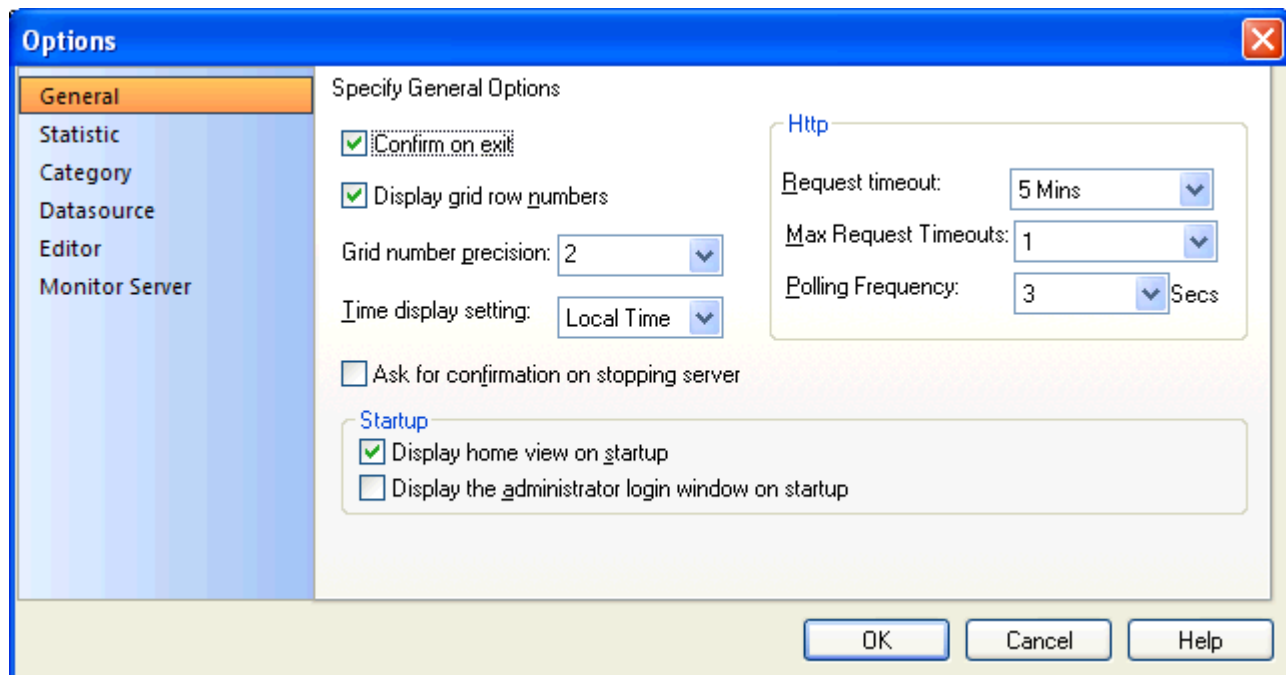 Options
General
Statistic
Category
Datasource
Editor
Monitor Server
Specify General Options
Confirm on exit
Display grid row numbers
Grid number precision: 2
Time display setting: Local Time
Ask for confirmation on stopping server
Http
Request timeout: 5 Mins
Max Request Timeouts: 1
Polling Frequency: 3 Secs
Startup
Display home view on startup
Display the administrator login window on startup
OK Cancel Help